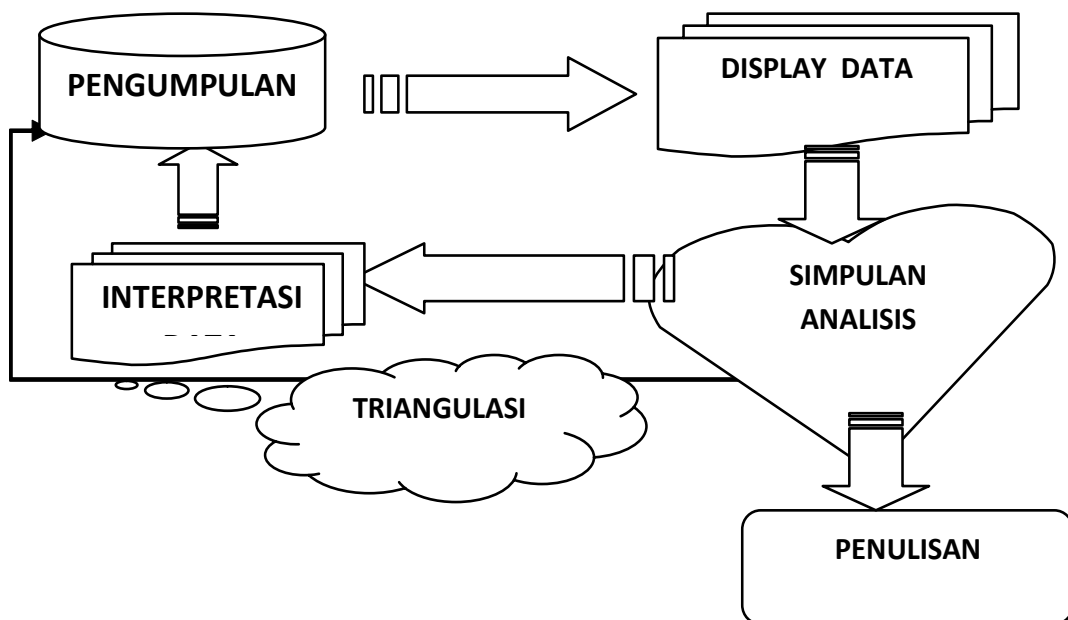 PENGUMPULAN
DISPLAY DATA
SIMPULAN
ANALISIS
INTERPRETASI
TRIANGULASI
PENULISAN